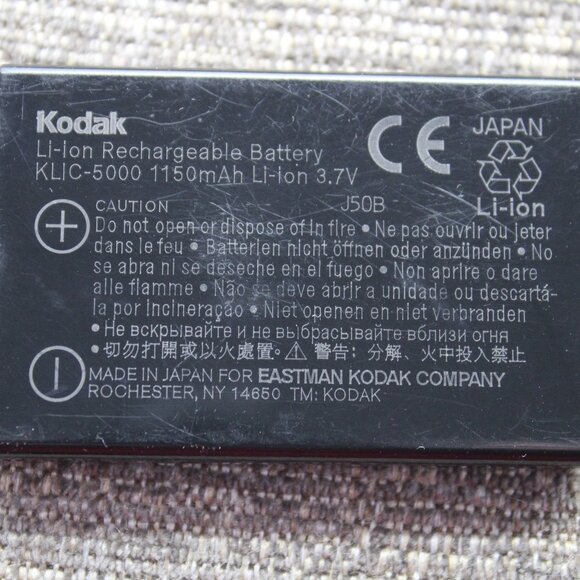 Kodak
Li-Ion Rechargeable Battery
KLIC-5000 1150mAh Li-ion 3.7V
CE
JAPAN
Li-ion
CAUTION
J50B
Do not open or dispose of in fire • Ne pas ouvrir ou jeter
dans le feu • Batterien nicht öffnen oder anzünden • No
se abra ni se deseche en el fuego • Non aprire o dare
alle flamme • Não se deve abrir a unidade ou descartá-
la por incineração • Niet openen en niet verbranden
• Не вскрывайте и не выбрасывайте вблизи огня
• 切勿打開或以火處置。⚠ 警告: 分解、火中投入禁止
MADE IN JAPAN FOR EASTMAN KODAK COMPANY
ROCHESTER, NY 14650 TM: KODAK